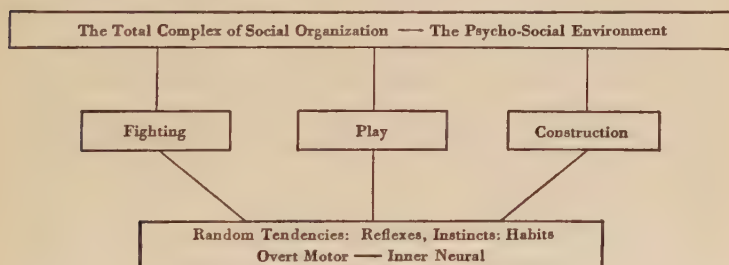 The Total Complex of Social Organization — The Psycho-Social Environment
Fighting
Play
Construction
Random Tendencies: Reflexes, Instincts: Habits
Overt Motor — Inner Neural